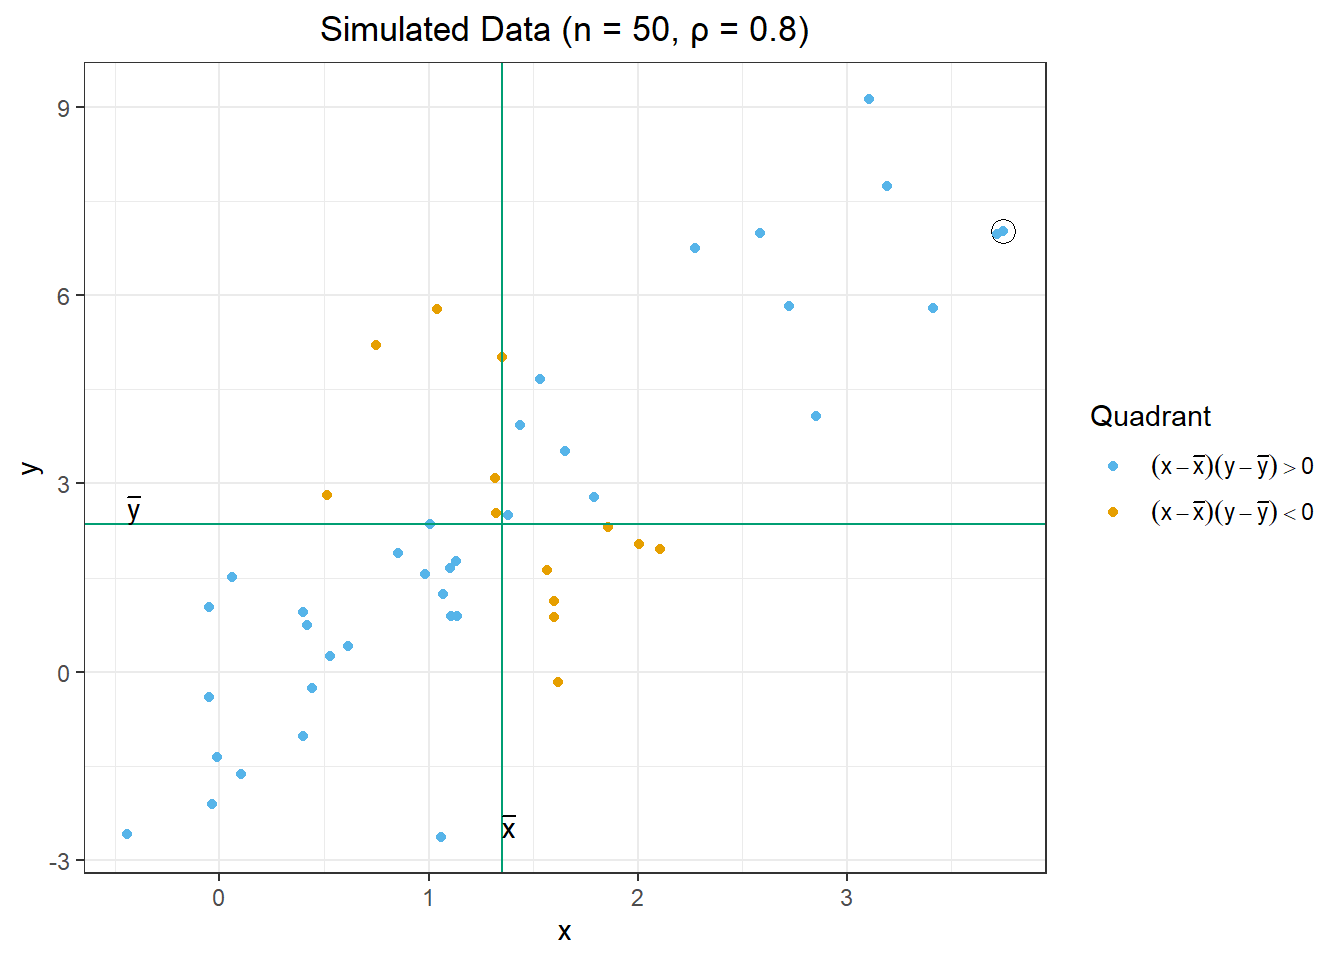 Simulated Data (n = 50, ρ = 0.8)
9
6
3
0
-3
y
y̅
x̅
0
1
2
3
x
Quadrant
(x − x̅)(y − y̅) > 0
(x − x̅)(y − y̅) < 0